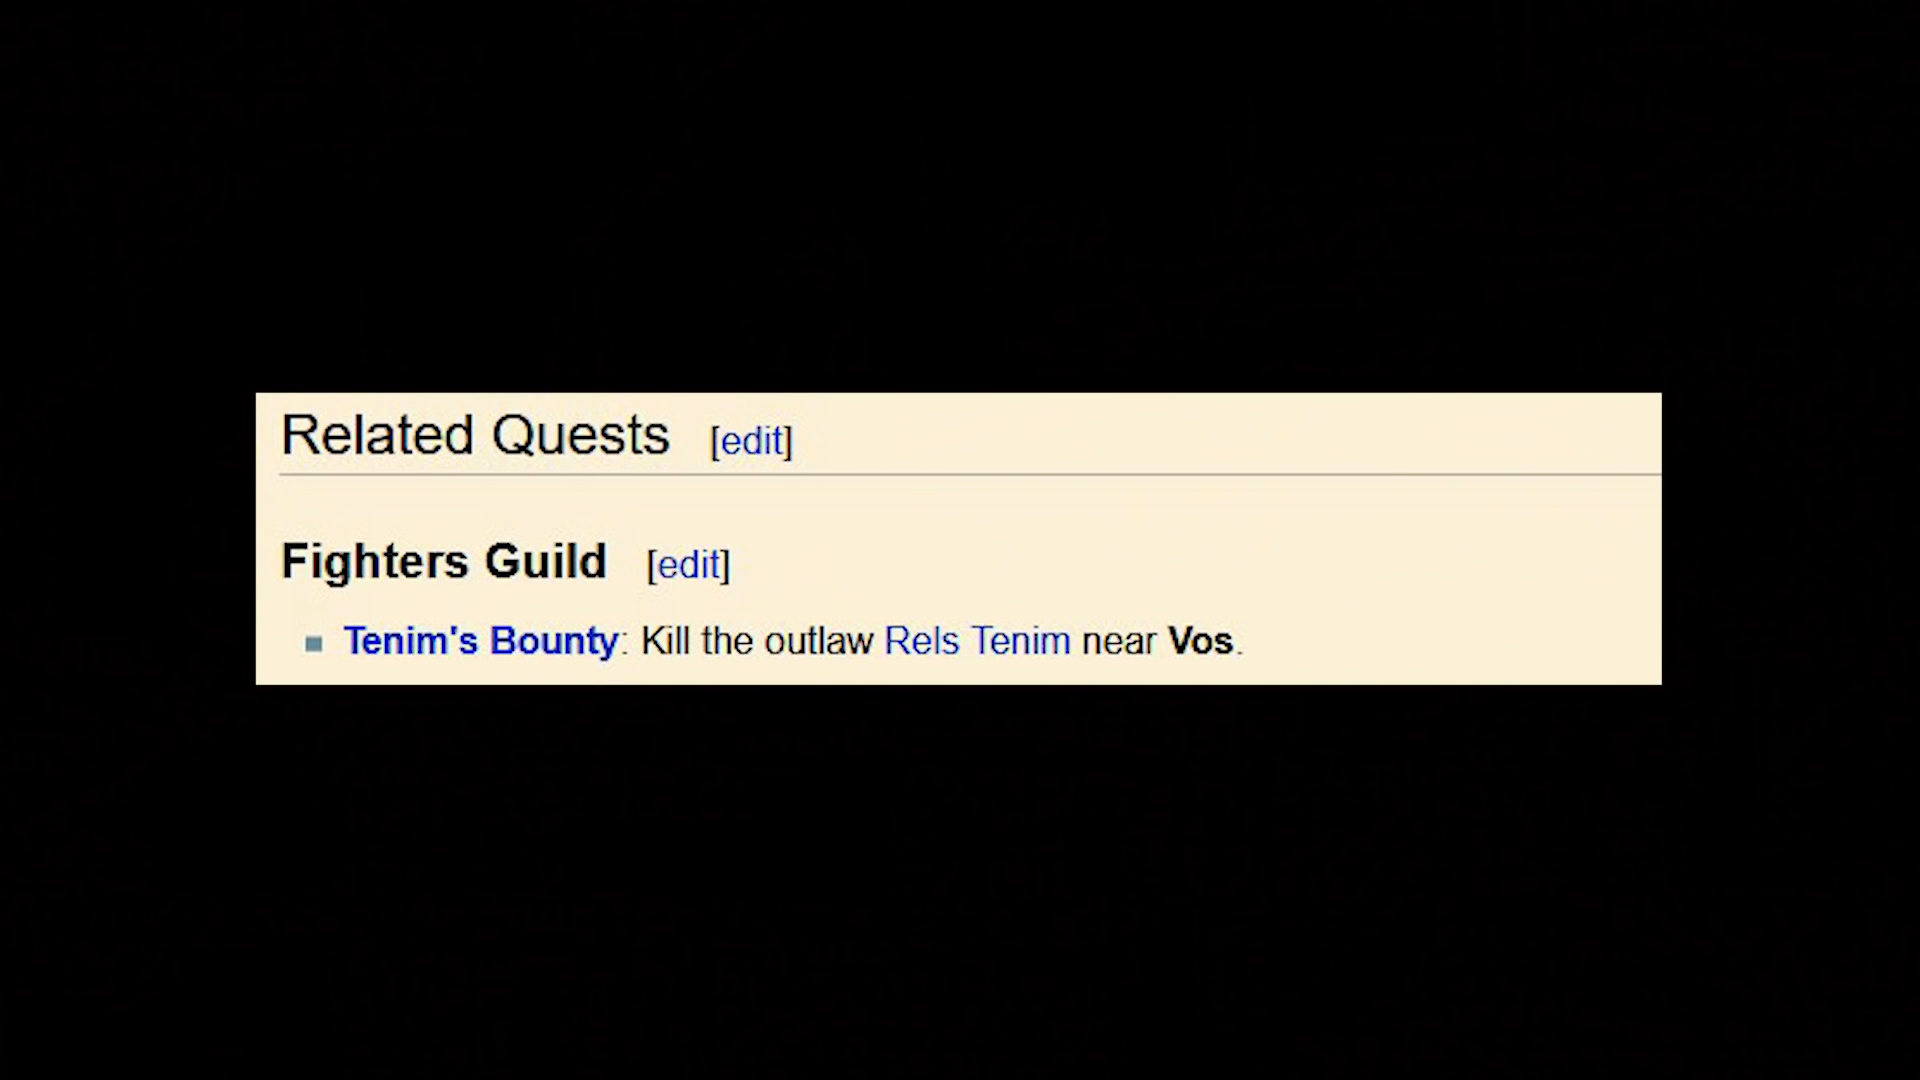 Related Quests [edit]
Fighters Guild [edit]
Tenim's Bounty: Kill the outlaw Rels Tenim near Vos.